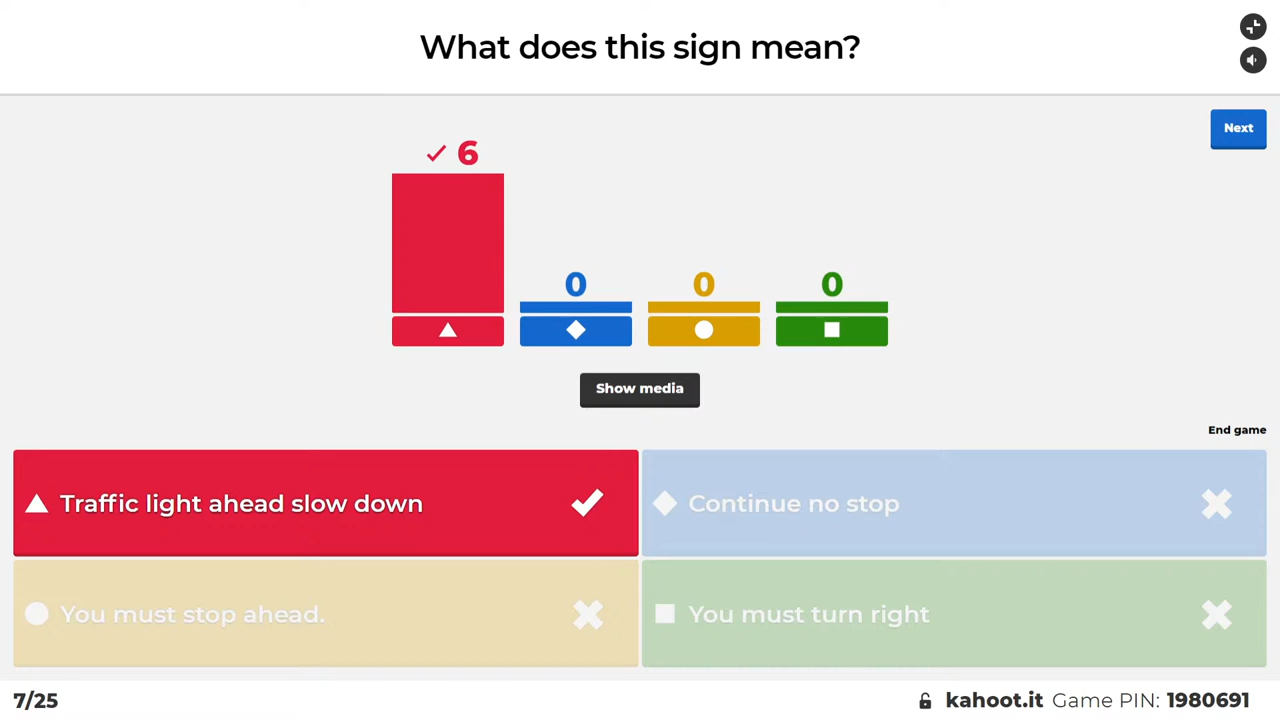 What does this sign mean?
Next
6
0
0
0
Show media
End game
Traffic light ahead slow down
Continue no stop
You must stop ahead.
You must turn right
7/25
kahoot.it Game PIN: 1980691